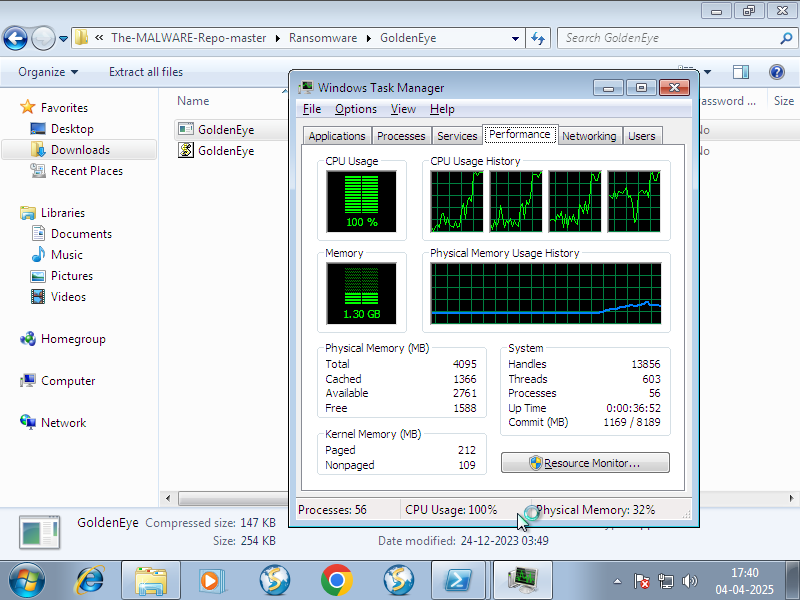 The-MALWARE-Repo-master
Ransomware
GoldenEye
Search GoldenEye
Organize
Extract all files
Favorites
Desktop
Downloads
Recent Places
Libraries
Documents
Music
Pictures
Videos
Homegroup
Computer
Network
Name
Size
GoldenEye
GoldenEye
Windows Task Manager
File Options View Help
Applications Processes Services Performance Networking Users
CPU Usage
CPU Usage History
100 %
Memory
Physical Memory Usage History
1.30 GB
Physical Memory (MB)
Total 4095
Cached 1366
Available 2761
Free 1588
System
Handles 13856
Threads 603
Processes 56
Up Time 0:00:36:52
Commit (MB) 1169 / 8189
Kernel Memory (MB)
Paged 212
Nonpaged 109
Resource Monitor...
Processes: 56
CPU Usage: 100%
Physical Memory: 32%
GoldenEye
Compressed size: 147 KB
Size: 254 KB
Date modified: 24-12-2023 03:49
17:40
04-04-2025